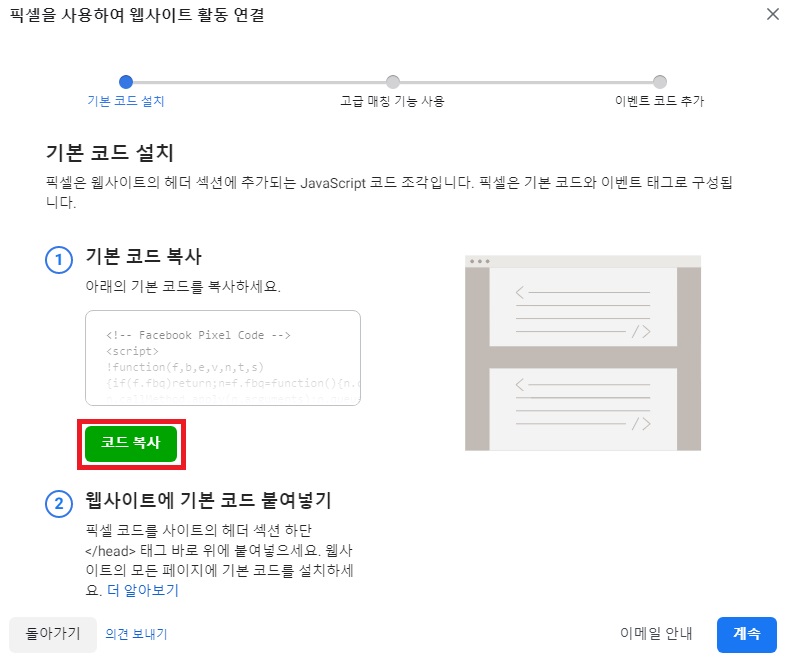 픽셀을 사용하여 웹사이트 활동 연결
기본 코드 설치
고급 매칭 기능 사용
이벤트 코드 추가
기본 코드 설치
픽셀은 웹사이트의 헤더 섹션에 추가되는 JavaScript 코드 조각입니다. 픽셀은 기본 코드와 이벤트 태그로 구성됩
니다.
1 기본 코드 복사
아래의 기본 코드를 복사하세요.
<!-- Facebook Pixel Code -->
<script>
!function(f,b,e,v,n,t,s)
{if(f.fbq)return;n=f.fbq=function(){n.c
코드 복사
2 웹사이트에 기본 코드 붙여넣기
픽셀 코드를 사이트의 헤더 섹션 하단
</head> 태그 바로 위에 붙여넣으세요. 웹사
이트의 모든 페이지에 기본 코드를 설치하세
요. 더 알아보기
돌아가기
의견 보내기
이메일 안내
계속